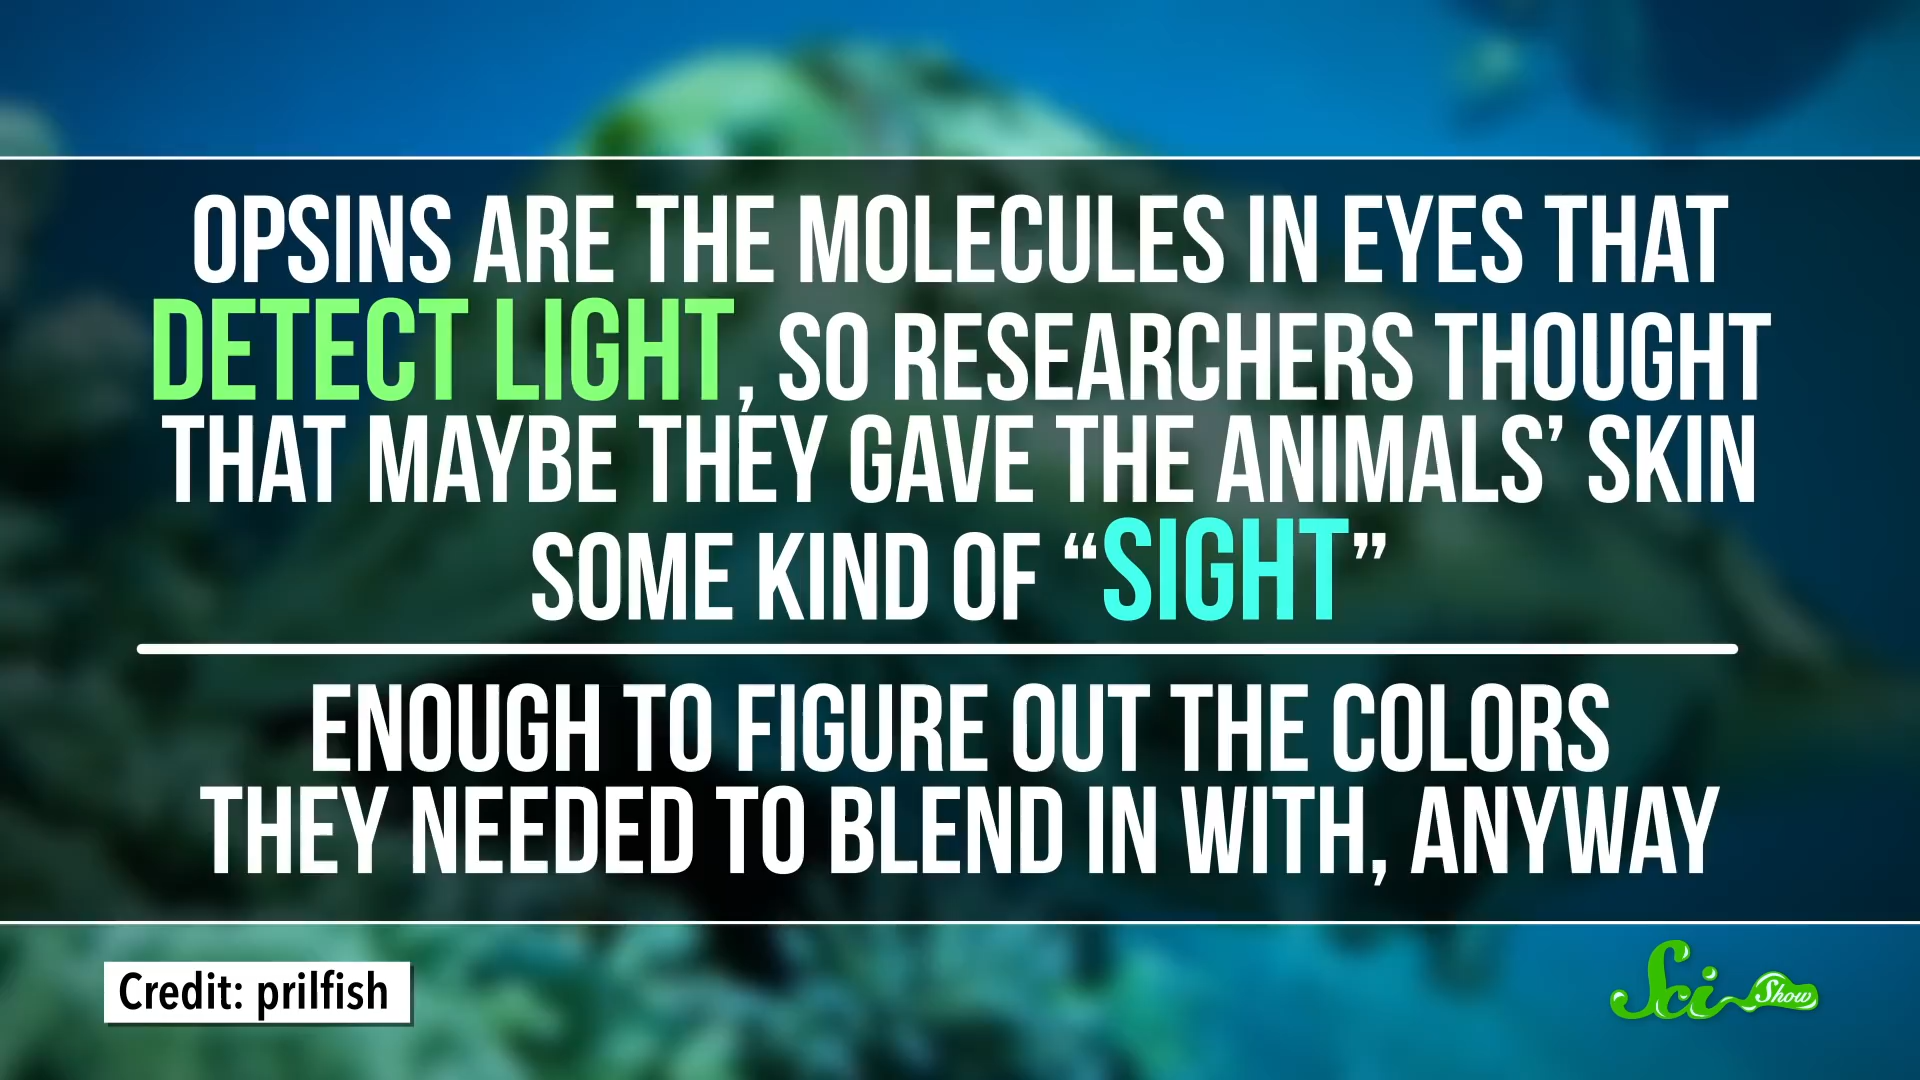 OPSINS ARE THE MOLECULES IN EYES THAT
DETECT LIGHT, SO RESEARCHERS THOUGHT
THAT MAYBE THEY GAVE THE ANIMALS’ SKIN
SOME KIND OF “SIGHT”
ENOUGH TO FIGURE OUT THE COLORS
THEY NEEDED TO BLEND IN WITH, ANYWAY
Credit: prilfish
Sci Show